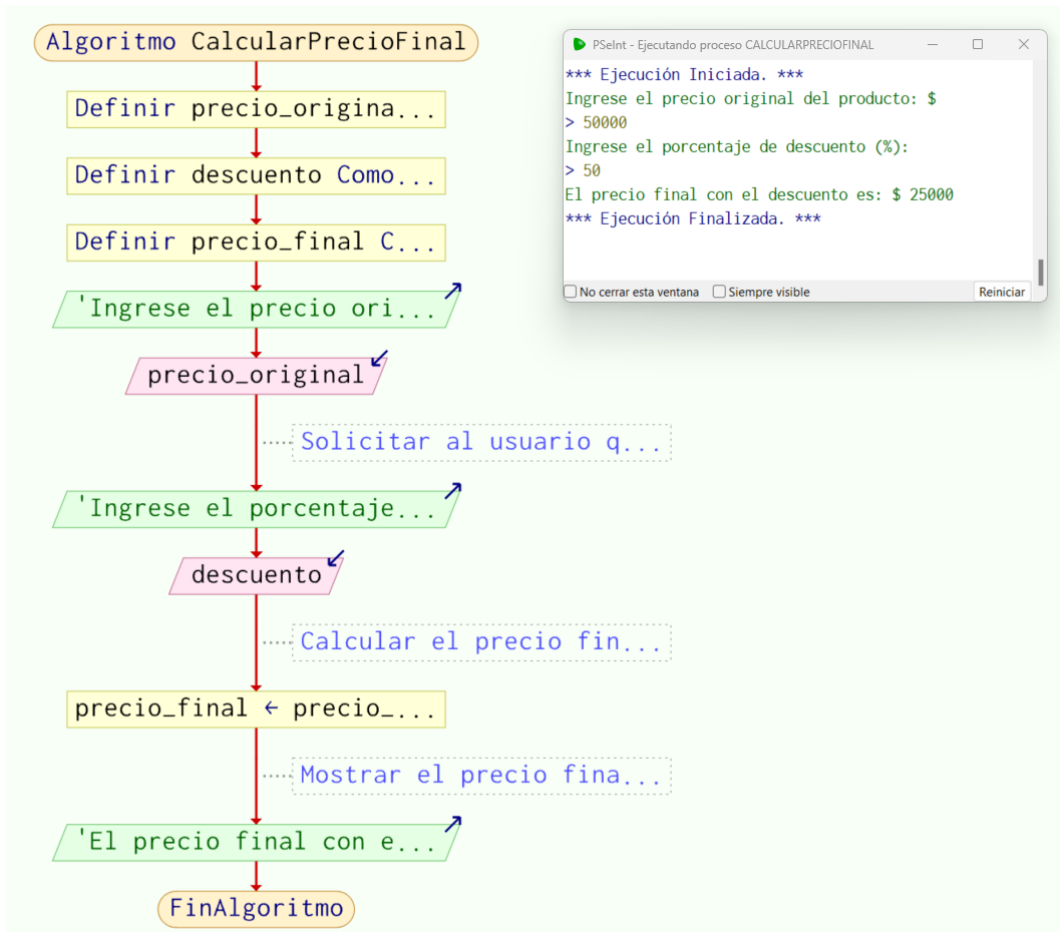 Algoritmo CalcularPrecioFinal
Definir precio_origina...
Definir descuento Como...
Definir precio_final C...
'Ingrese el precio ori...
precio_original
Solicitar al usuario q...
'Ingrese el porcentaje...
descuento
Calcular el precio fin...
precio_final ← precio_...
Mostrar el precio fina...
'El precio final con e...
FinAlgoritmo
PSeInt - Ejecutando proceso CALCULARPRECIOFINAL
*** Ejecución Iniciada. ***
Ingrese el precio original del producto: $
> 50000
Ingrese el porcentaje de descuento (%):
> 50
El precio final con el descuento es: $ 25000
*** Ejecución Finalizada. ***
No cerrar esta ventana Siempre visible Reiniciar